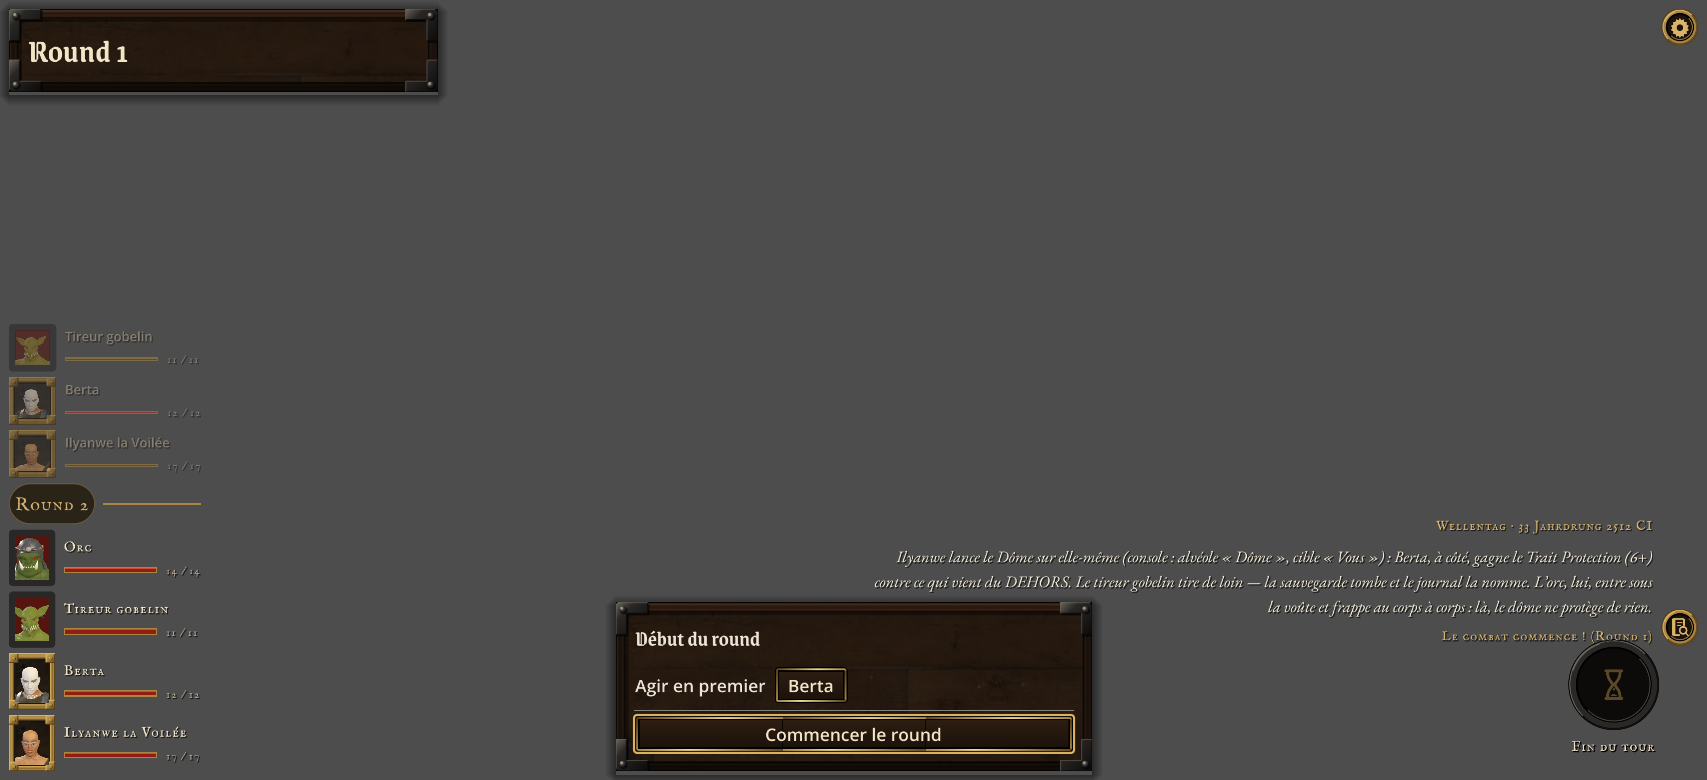 Round 1
Tireur gobelin
11 / 11
Berta
12 / 12
Ilyanwe la Voilée
17 / 17
Round 2
Orc
14 / 14
Tireur gobelin
11 / 11
Berta
12 / 12
Ilyanwe la Voilée
17 / 17
Wellentag · 33 Jahrdrung 2512 CI
Ilyanwe lance le Dôme sur elle-même (console : alvéole « Dôme », cible « Vous ») : Berta, à côté, gagne le Trait Protection (6+)
contre ce qui vient du DEHORS. Le tireur gobelin tire de loin — la sauvegarde tombe et le journal la nomme. L'orc, lui, entre sous
la voûte et frappe au corps à corps : là, le dôme ne protège de rien.
Le combat commence ! (Round 1)
Début du round
Agir en premier Berta
Commencer le round
Fin du tour